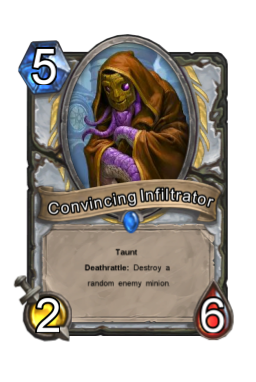 5
Convincing Infiltrator
Taunt
Deathrattle: Destroy a
random enemy minion
2
6